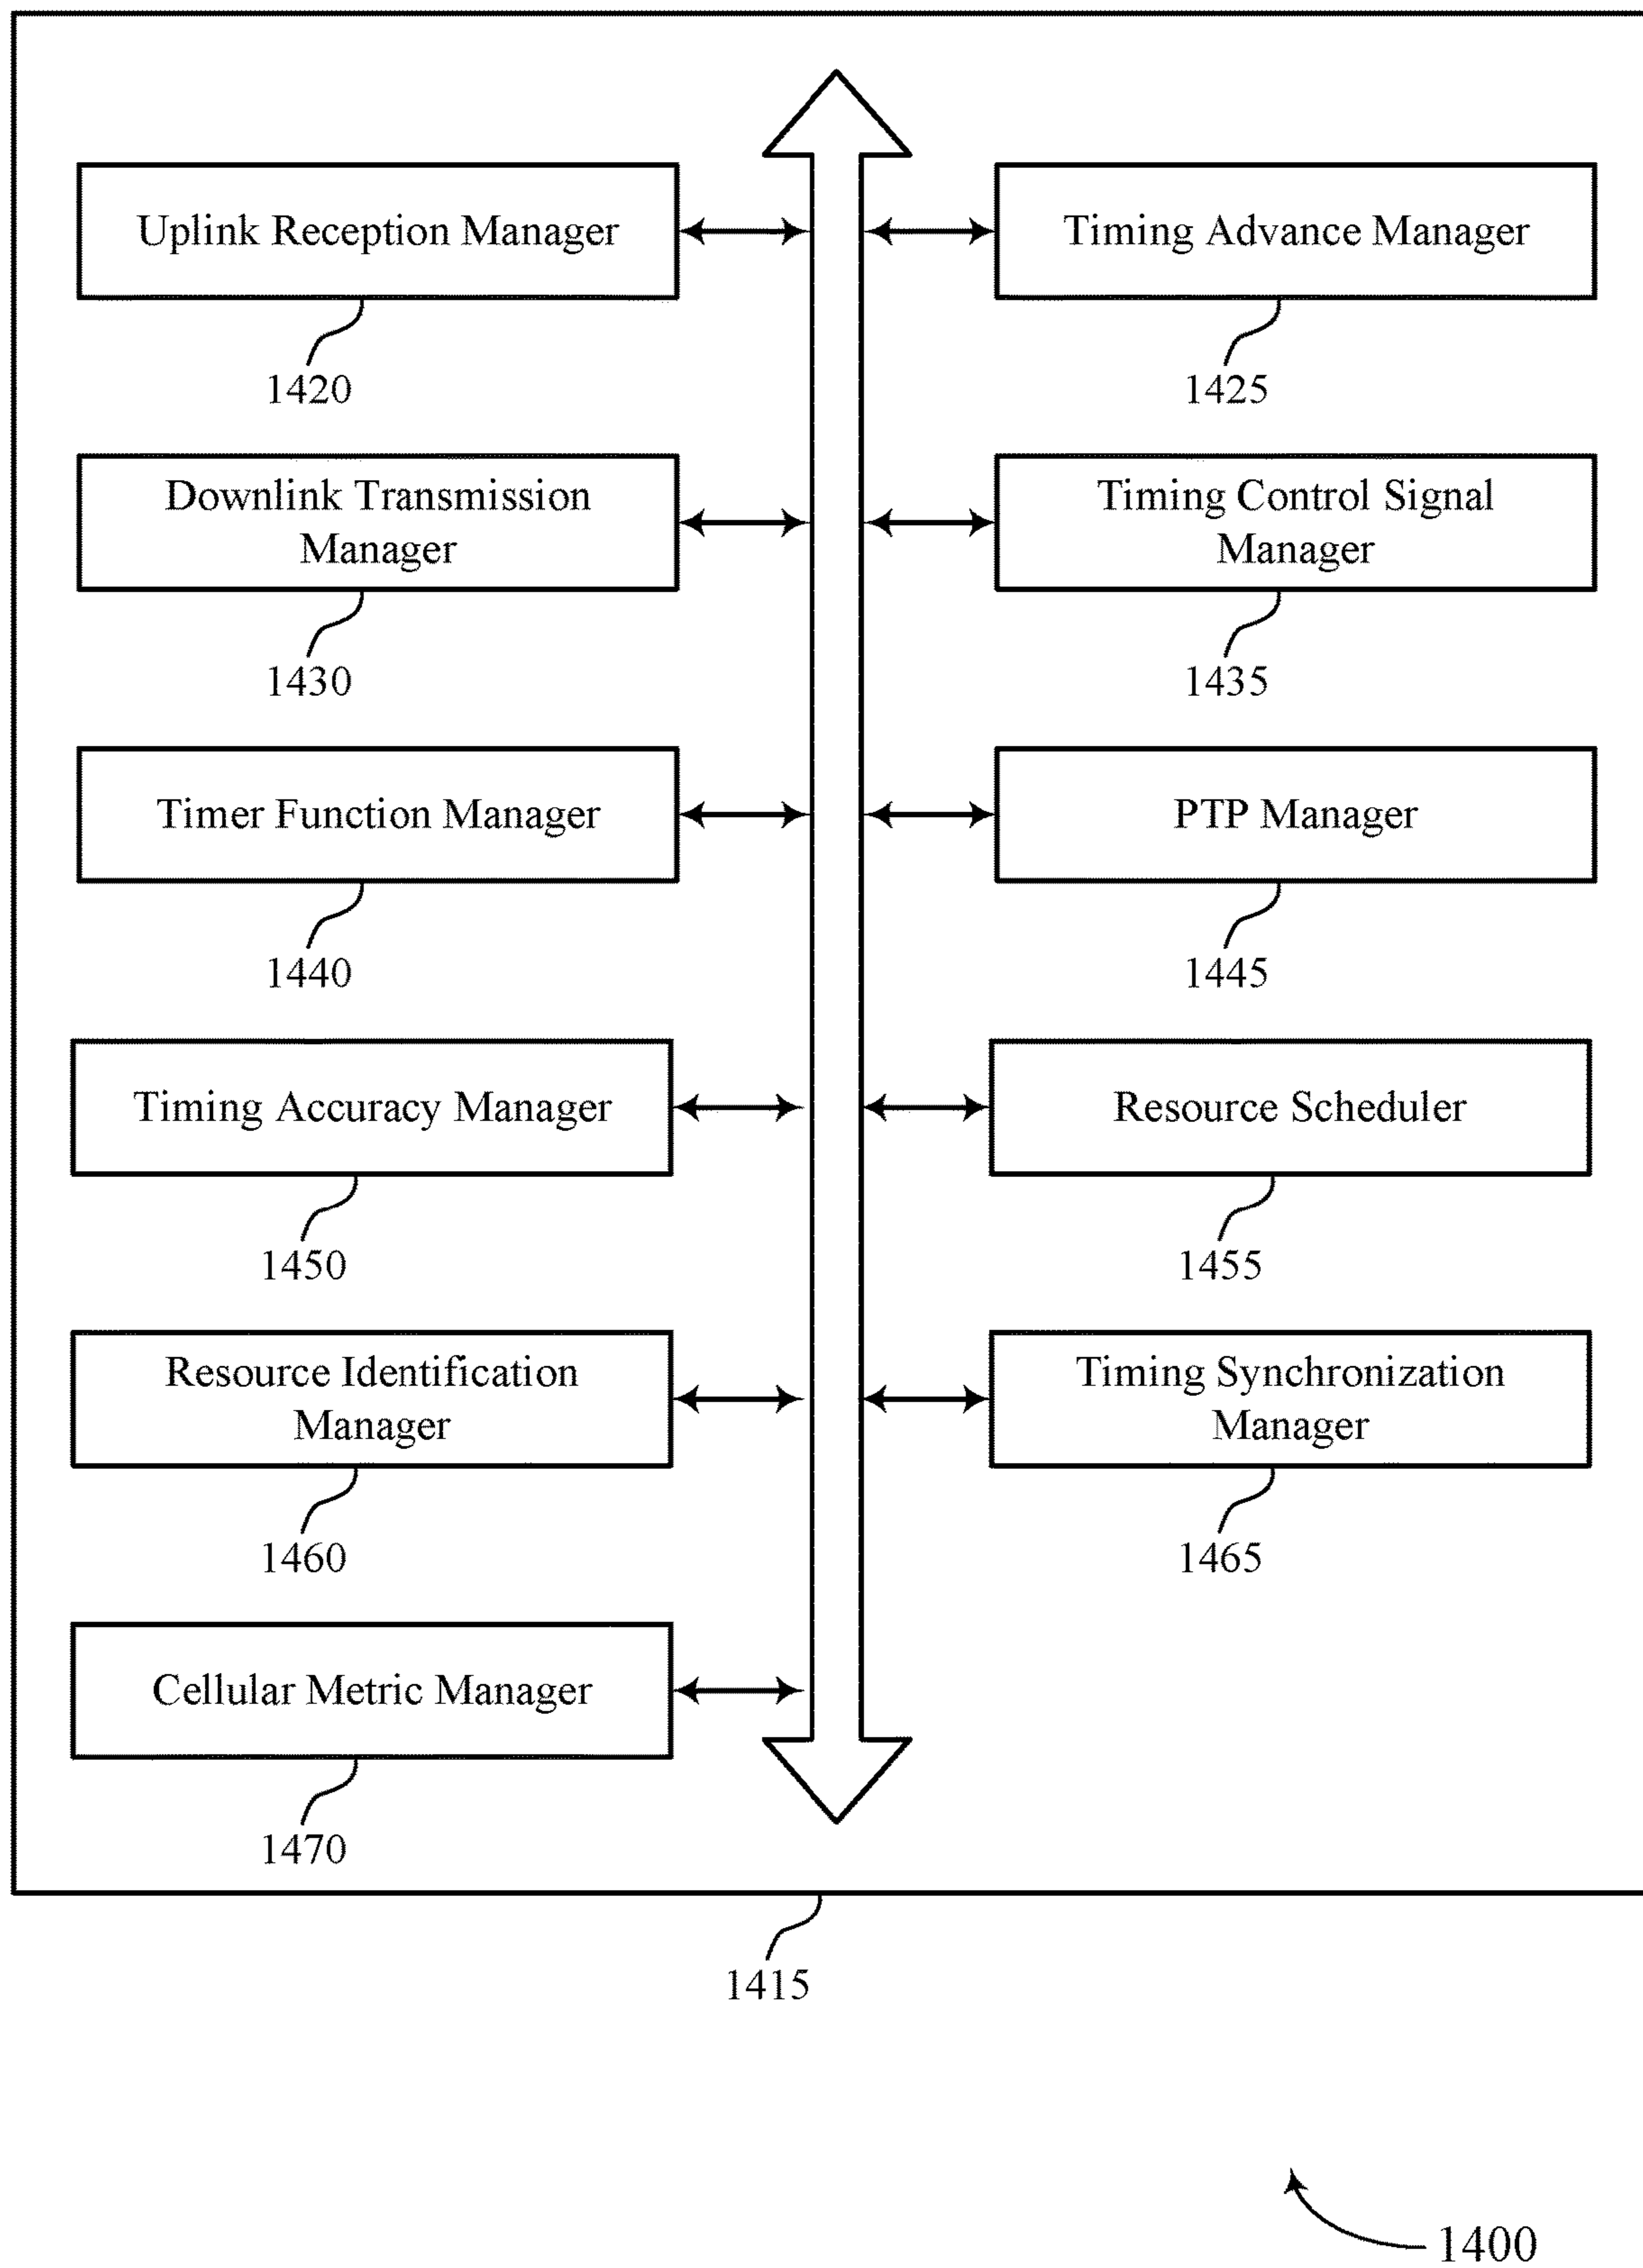 Uplink Reception Manager
Timing Advance Manager
1420
1425
Downlink Transmission
Manager
Timing Control Signal
Manager
1430
1435
Timer Function Manager
PTP Manager
1440
1445
Timing Accuracy Manager
Resource Scheduler
1450
1455
Resource Identification
Manager
Timing Synchronization
Manager
1460
1465
Cellular Metric Manager
1470
1415
1400